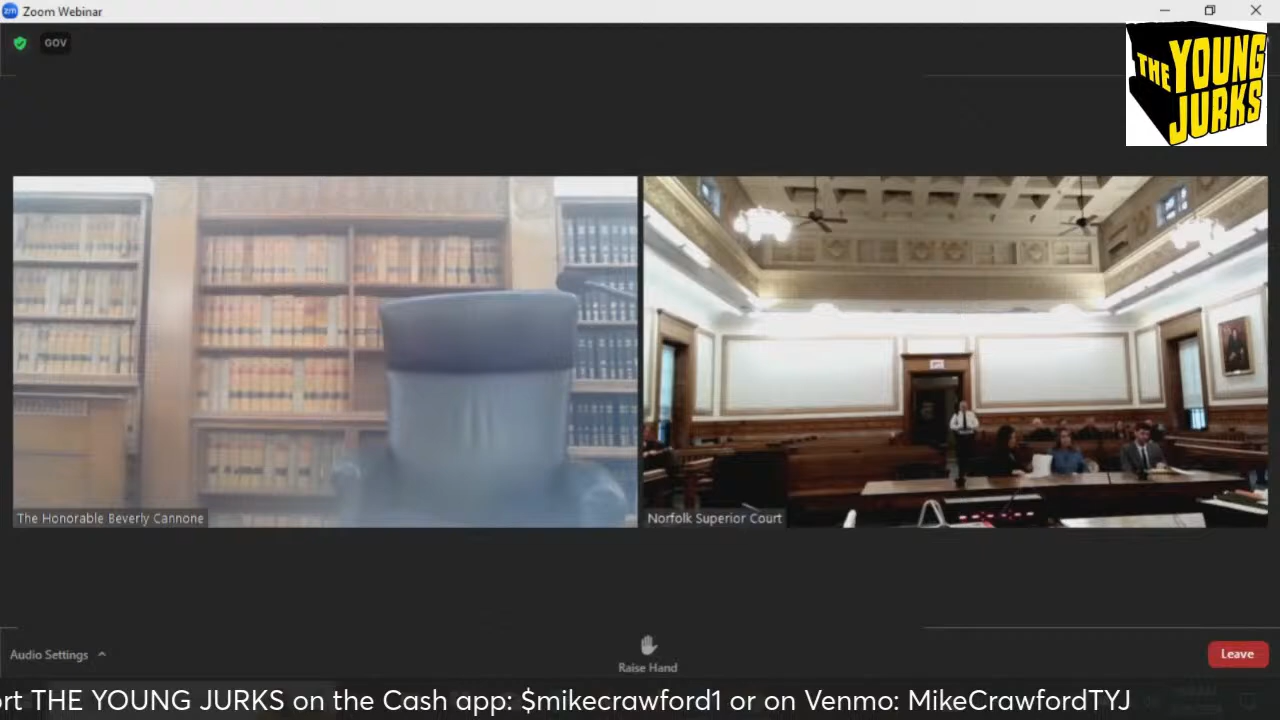 Zoom Webinar
GOV
THE YOUNG JURKS
The Honorable Beverly Cannone
Norfolk Superior Court
Audio Settings
Raise Hand
Leave
ort THE YOUNG JURKS on the Cash app: $mikecrawford1 or on Venmo: MikeCrawfordTYJ